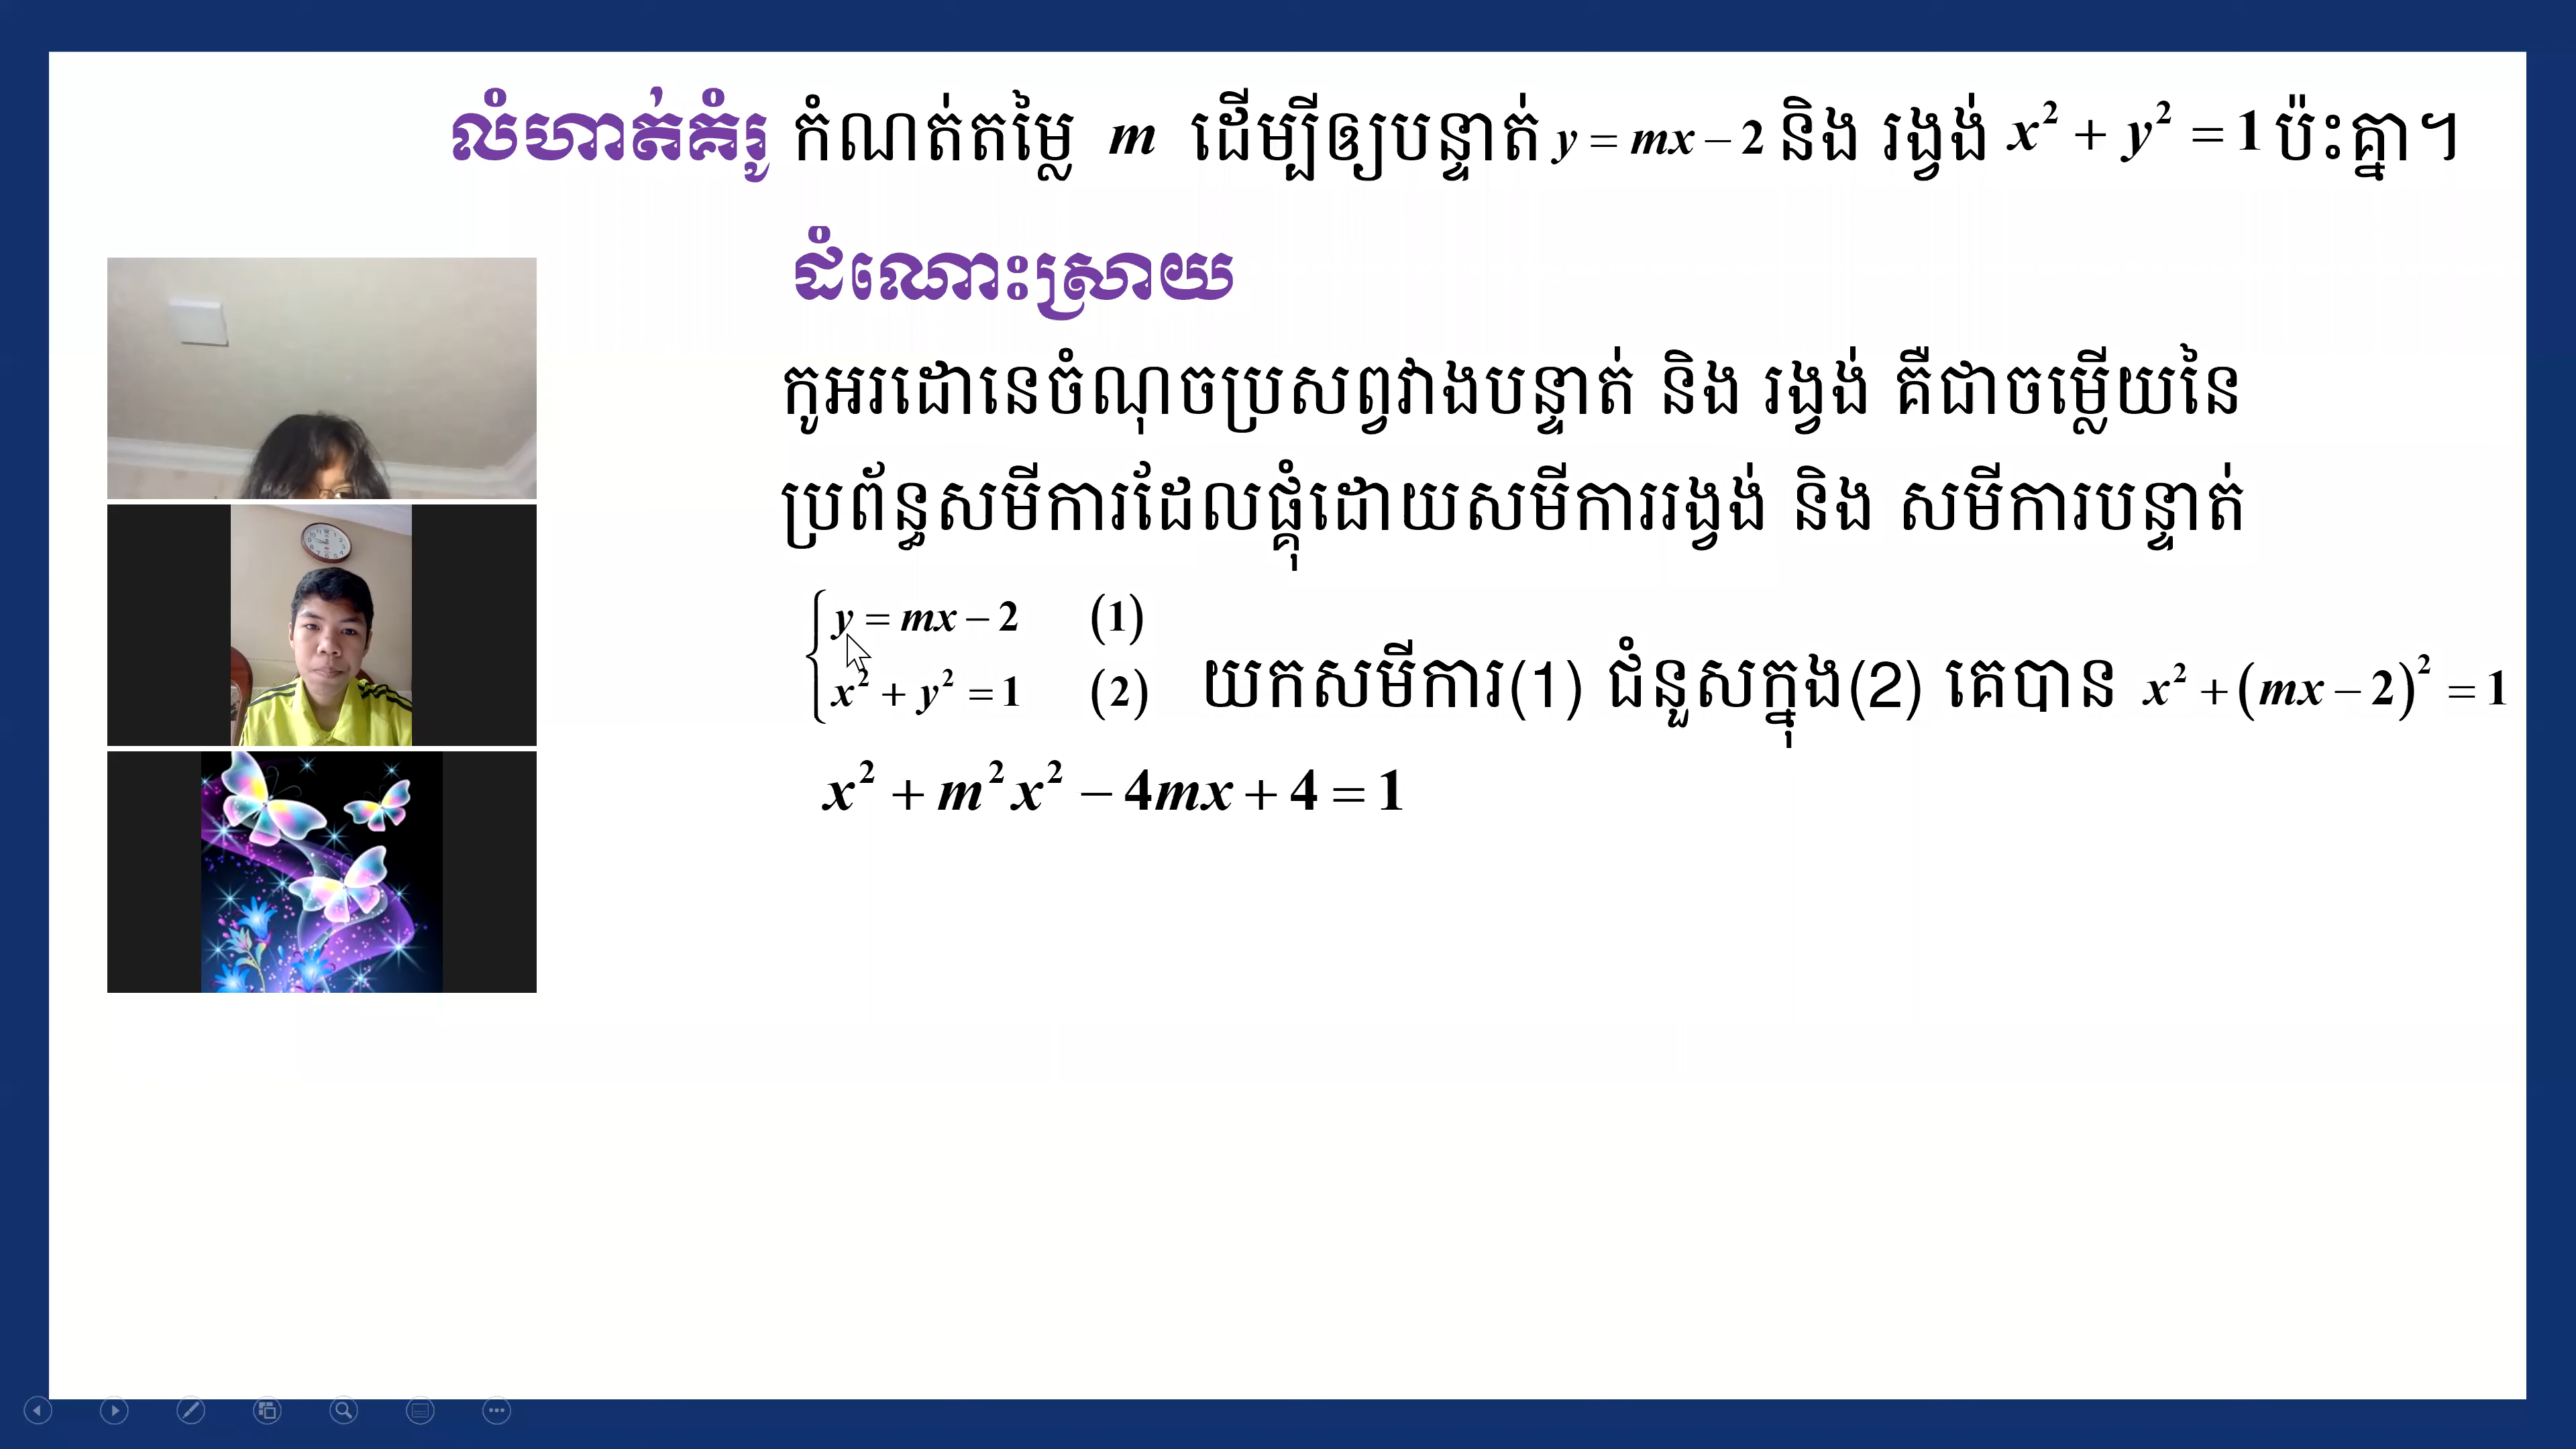 លំហាត់គំរូ កំណត់តម្លៃ m ដើម្បីឲ្យបន្ទាត់ y = mx − 2 និង រង្វង់ x² + y² = 1 ប៉ះគ្នា។
ដំណោះស្រាយ
កូអរដោនេចំណុចប្រសព្វវាងបន្ទាត់ និង រង្វង់ គឺជាចម្លើយនៃ
ប្រព័ន្ធសមីការដែលផ្គុំដោយសមីការរង្វង់ និង សមីការបន្ទាត់
y = mx − 2 (1)
x² + y² = 1 (2) យកសមីការ(1) ជំនួសក្នុង(2) គេបាន x² + (mx − 2)² = 1
x² + m²x² − 4mx + 4 = 1